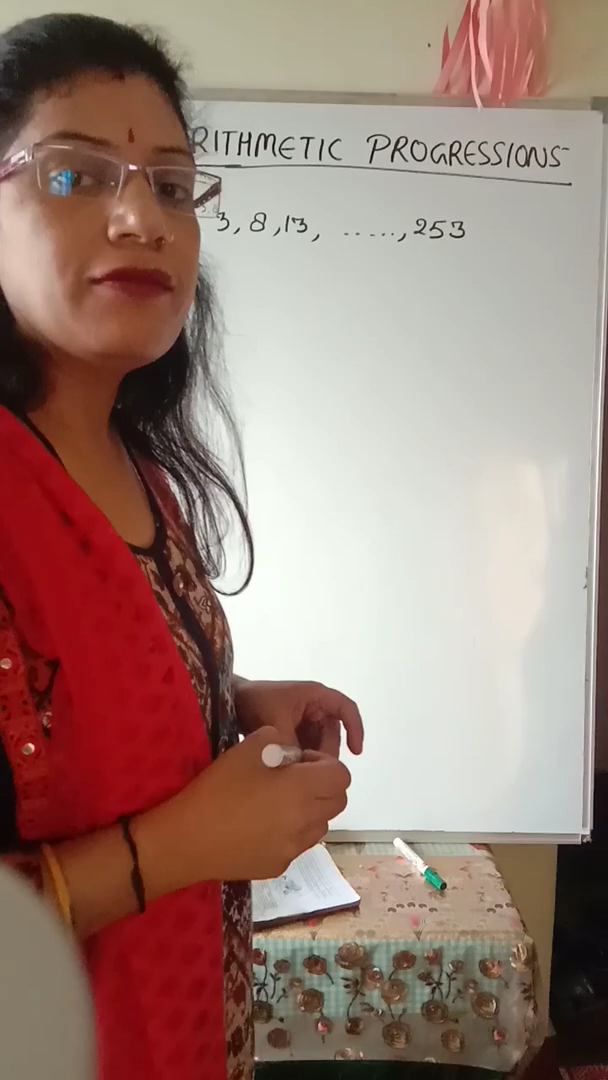 RITHMETIC PROGRESSIONS
3, 8, 13, ....., 253